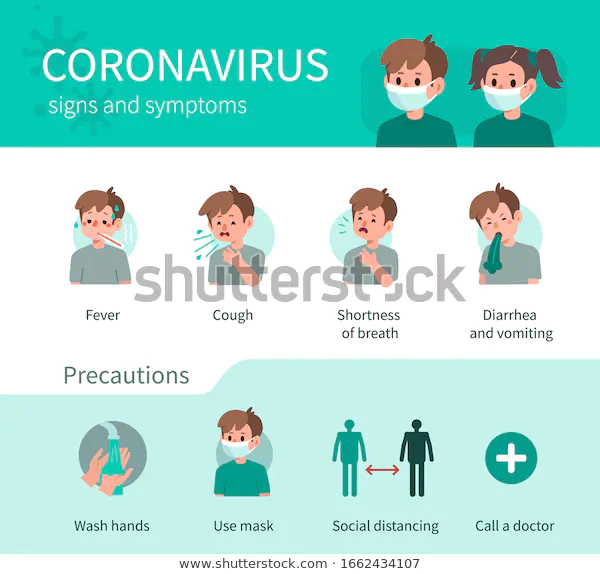 CORONAVIRUS
signs and symptoms
Fever
Cough
Shortness
of breath
Diarrhea
and vomiting
shutterstock
Precautions
Wash hands
Use mask
Social distancing
Call a doctor
www.shutterstock.com · 1662434107